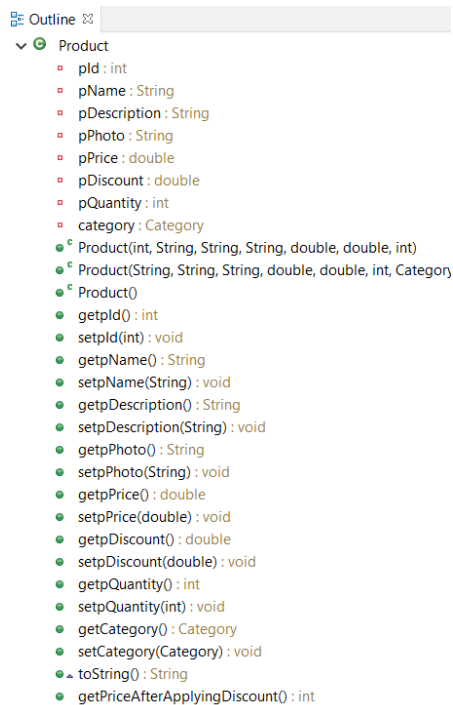 Outline
Product
pId : int
pName : String
pDescription : String
pPhoto : String
pPrice : double
pDiscount : double
pQuantity : int
category : Category
Product(int, String, String, String, double, double, int)
Product(String, String, String, double, double, int, Category
Product()
getpId() : int
setpId(int) : void
getpName() : String
setpName(String) : void
getpDescription() : String
setpDescription(String) : void
getpPhoto() : String
setpPhoto(String) : void
getpPrice() : double
setpPrice(double) : void
getpDiscount() : double
setpDiscount(double) : void
getpQuantity() : int
setpQuantity(int) : void
getCategory() : Category
setCategory(Category) : void
toString() : String
getPriceAfterApplyingDiscount() : int